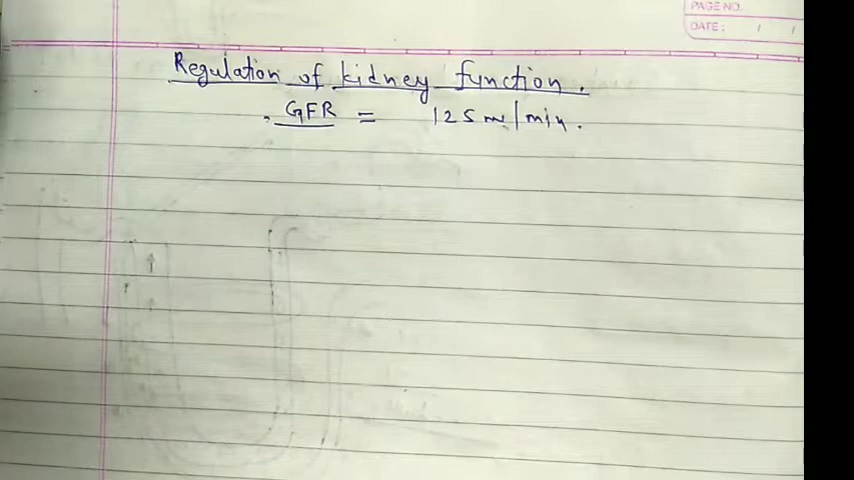 PAGE NO.
DATE: / /
Regulation of kidney function.
GFR = 125 ml/min.